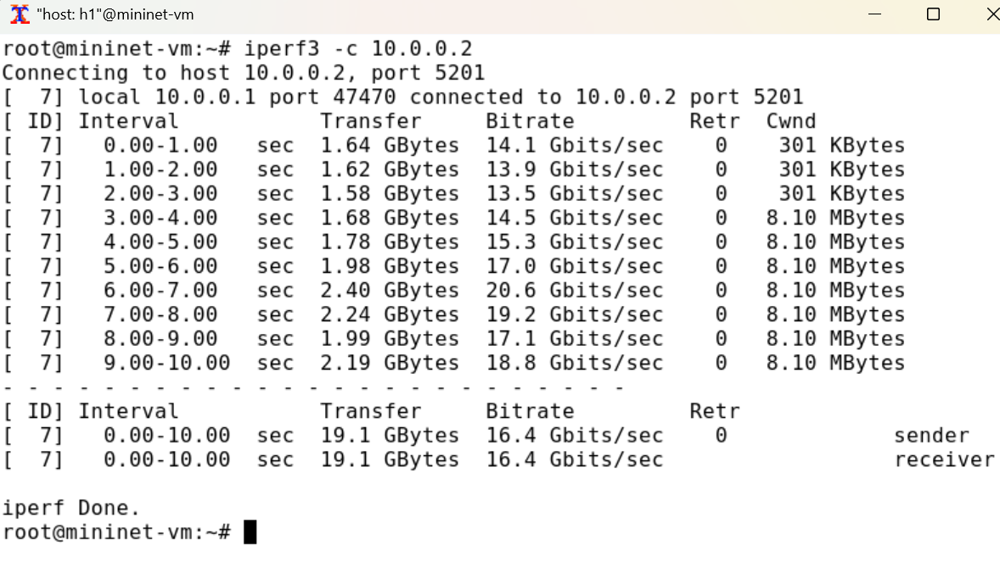 "host: h1"@mininet-vm
root@mininet-vm:~# iperf3 -c 10.0.0.2
Connecting to host 10.0.0.2, port 5201
[  7] local 10.0.0.1 port 47470 connected to 10.0.0.2 port 5201
[ ID] Interval           Transfer     Bitrate         Retr  Cwnd
[  7]   0.00-1.00   sec  1.64 GBytes  14.1 Gbits/sec    0    301 KBytes
[  7]   1.00-2.00   sec  1.62 GBytes  13.9 Gbits/sec    0    301 KBytes
[  7]   2.00-3.00   sec  1.58 GBytes  13.5 Gbits/sec    0    301 KBytes
[  7]   3.00-4.00   sec  1.68 GBytes  14.5 Gbits/sec    0   8.10 MBytes
[  7]   4.00-5.00   sec  1.78 GBytes  15.3 Gbits/sec    0   8.10 MBytes
[  7]   5.00-6.00   sec  1.98 GBytes  17.0 Gbits/sec    0   8.10 MBytes
[  7]   6.00-7.00   sec  2.40 GBytes  20.6 Gbits/sec    0   8.10 MBytes
[  7]   7.00-8.00   sec  2.24 GBytes  19.2 Gbits/sec    0   8.10 MBytes
[  7]   8.00-9.00   sec  1.99 GBytes  17.1 Gbits/sec    0   8.10 MBytes
[  7]   9.00-10.00  sec  2.19 GBytes  18.8 Gbits/sec    0   8.10 MBytes
- - - - - - - - - - - - - - - - - - - - - - - - -
[ ID] Interval           Transfer     Bitrate         Retr
[  7]   0.00-10.00  sec  19.1 GBytes  16.4 Gbits/sec    0             sender
[  7]   0.00-10.00  sec  19.1 GBytes  16.4 Gbits/sec                  receiver
iperf Done.
root@mininet-vm:~#